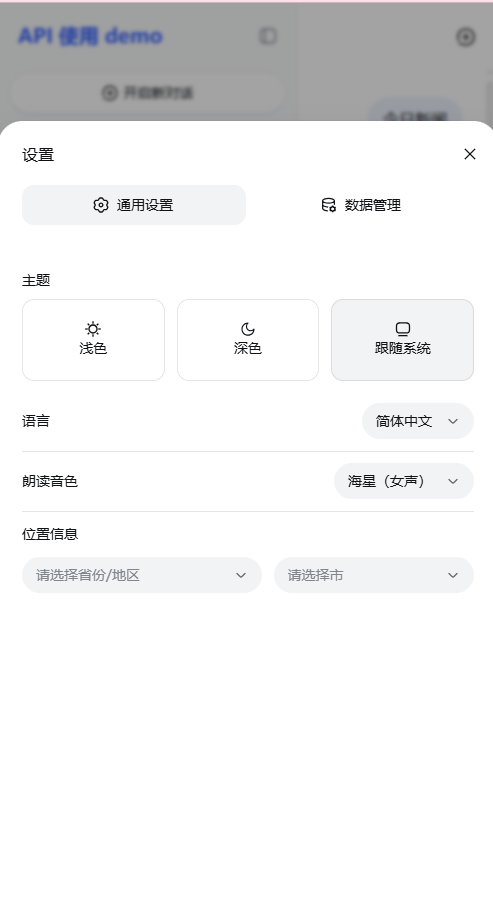 API 使用 demo
开启新对话
今日新闻
设置
通用设置
数据管理
主题
浅色
深色
跟随系统
语言
简体中文
朗读音色
海星（女声）
位置信息
请选择省份/地区
请选择市